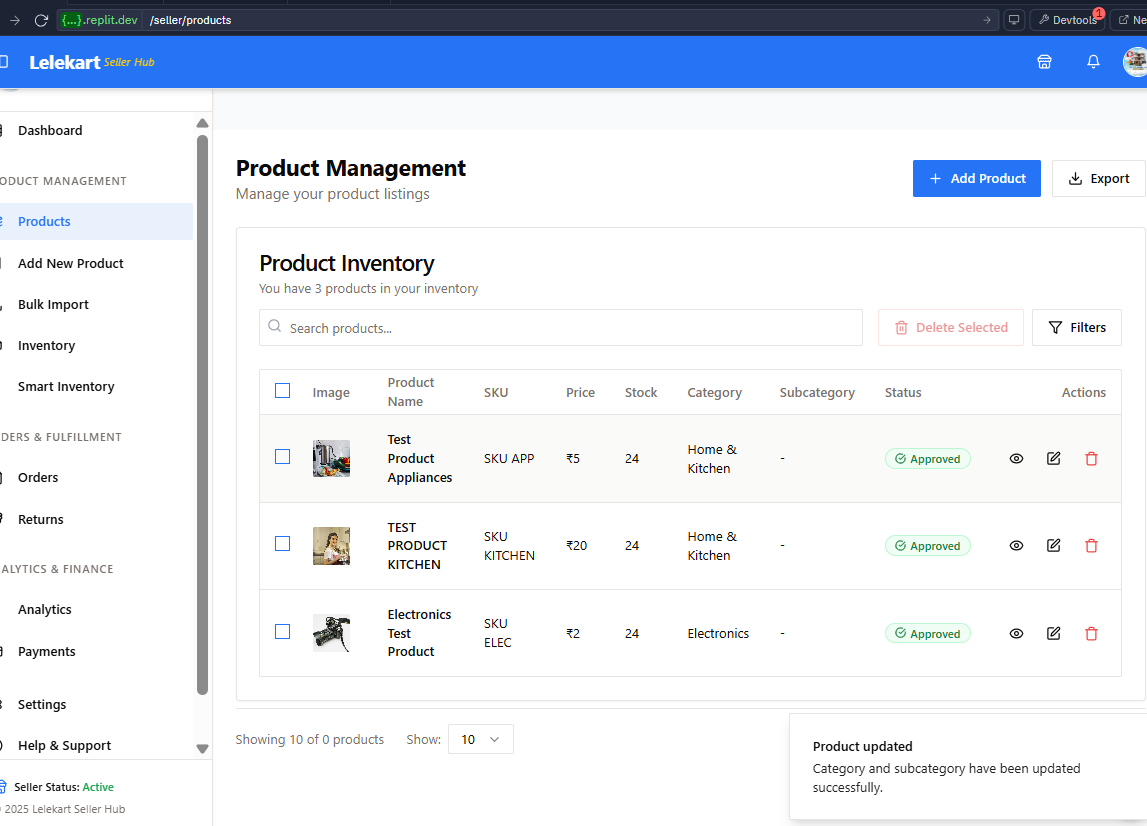 {...}.replit.dev /seller/products
Devtools 1
Ne
Lelekart Seller Hub
Dashboard
ODUCT MANAGEMENT
Products
Add New Product
Bulk Import
Inventory
Smart Inventory
DERS & FULFILLMENT
Orders
Returns
ALYTICS & FINANCE
Analytics
Payments
Settings
Help & Support
Seller Status: Active
2025 Lelekart Seller Hub
Product Management
Manage your product listings
Add Product
Export
Product Inventory
You have 3 products in your inventory
Search products...
Delete Selected
Filters
Image Product Name SKU Price Stock Category Subcategory Status Actions
Test Product Appliances SKU APP ₹5 24 Home & Kitchen - Approved
TEST PRODUCT KITCHEN SKU KITCHEN ₹20 24 Home & Kitchen - Approved
Electronics Test Product SKU ELEC ₹2 24 Electronics - Approved
Showing 10 of 0 products
Show: 10
Product updated
Category and subcategory have been updated
successfully.